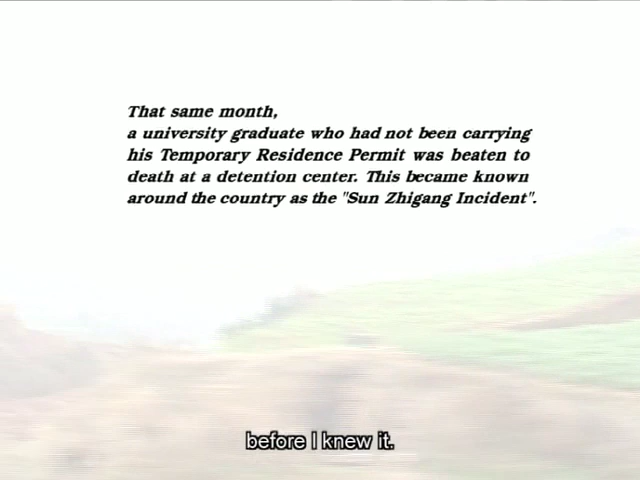 That same month,
a university graduate who had not been carrying
his Temporary Residence Permit was beaten to
death at a detention center. This became known
around the country as the "Sun Zhigang Incident".
before I knew it.